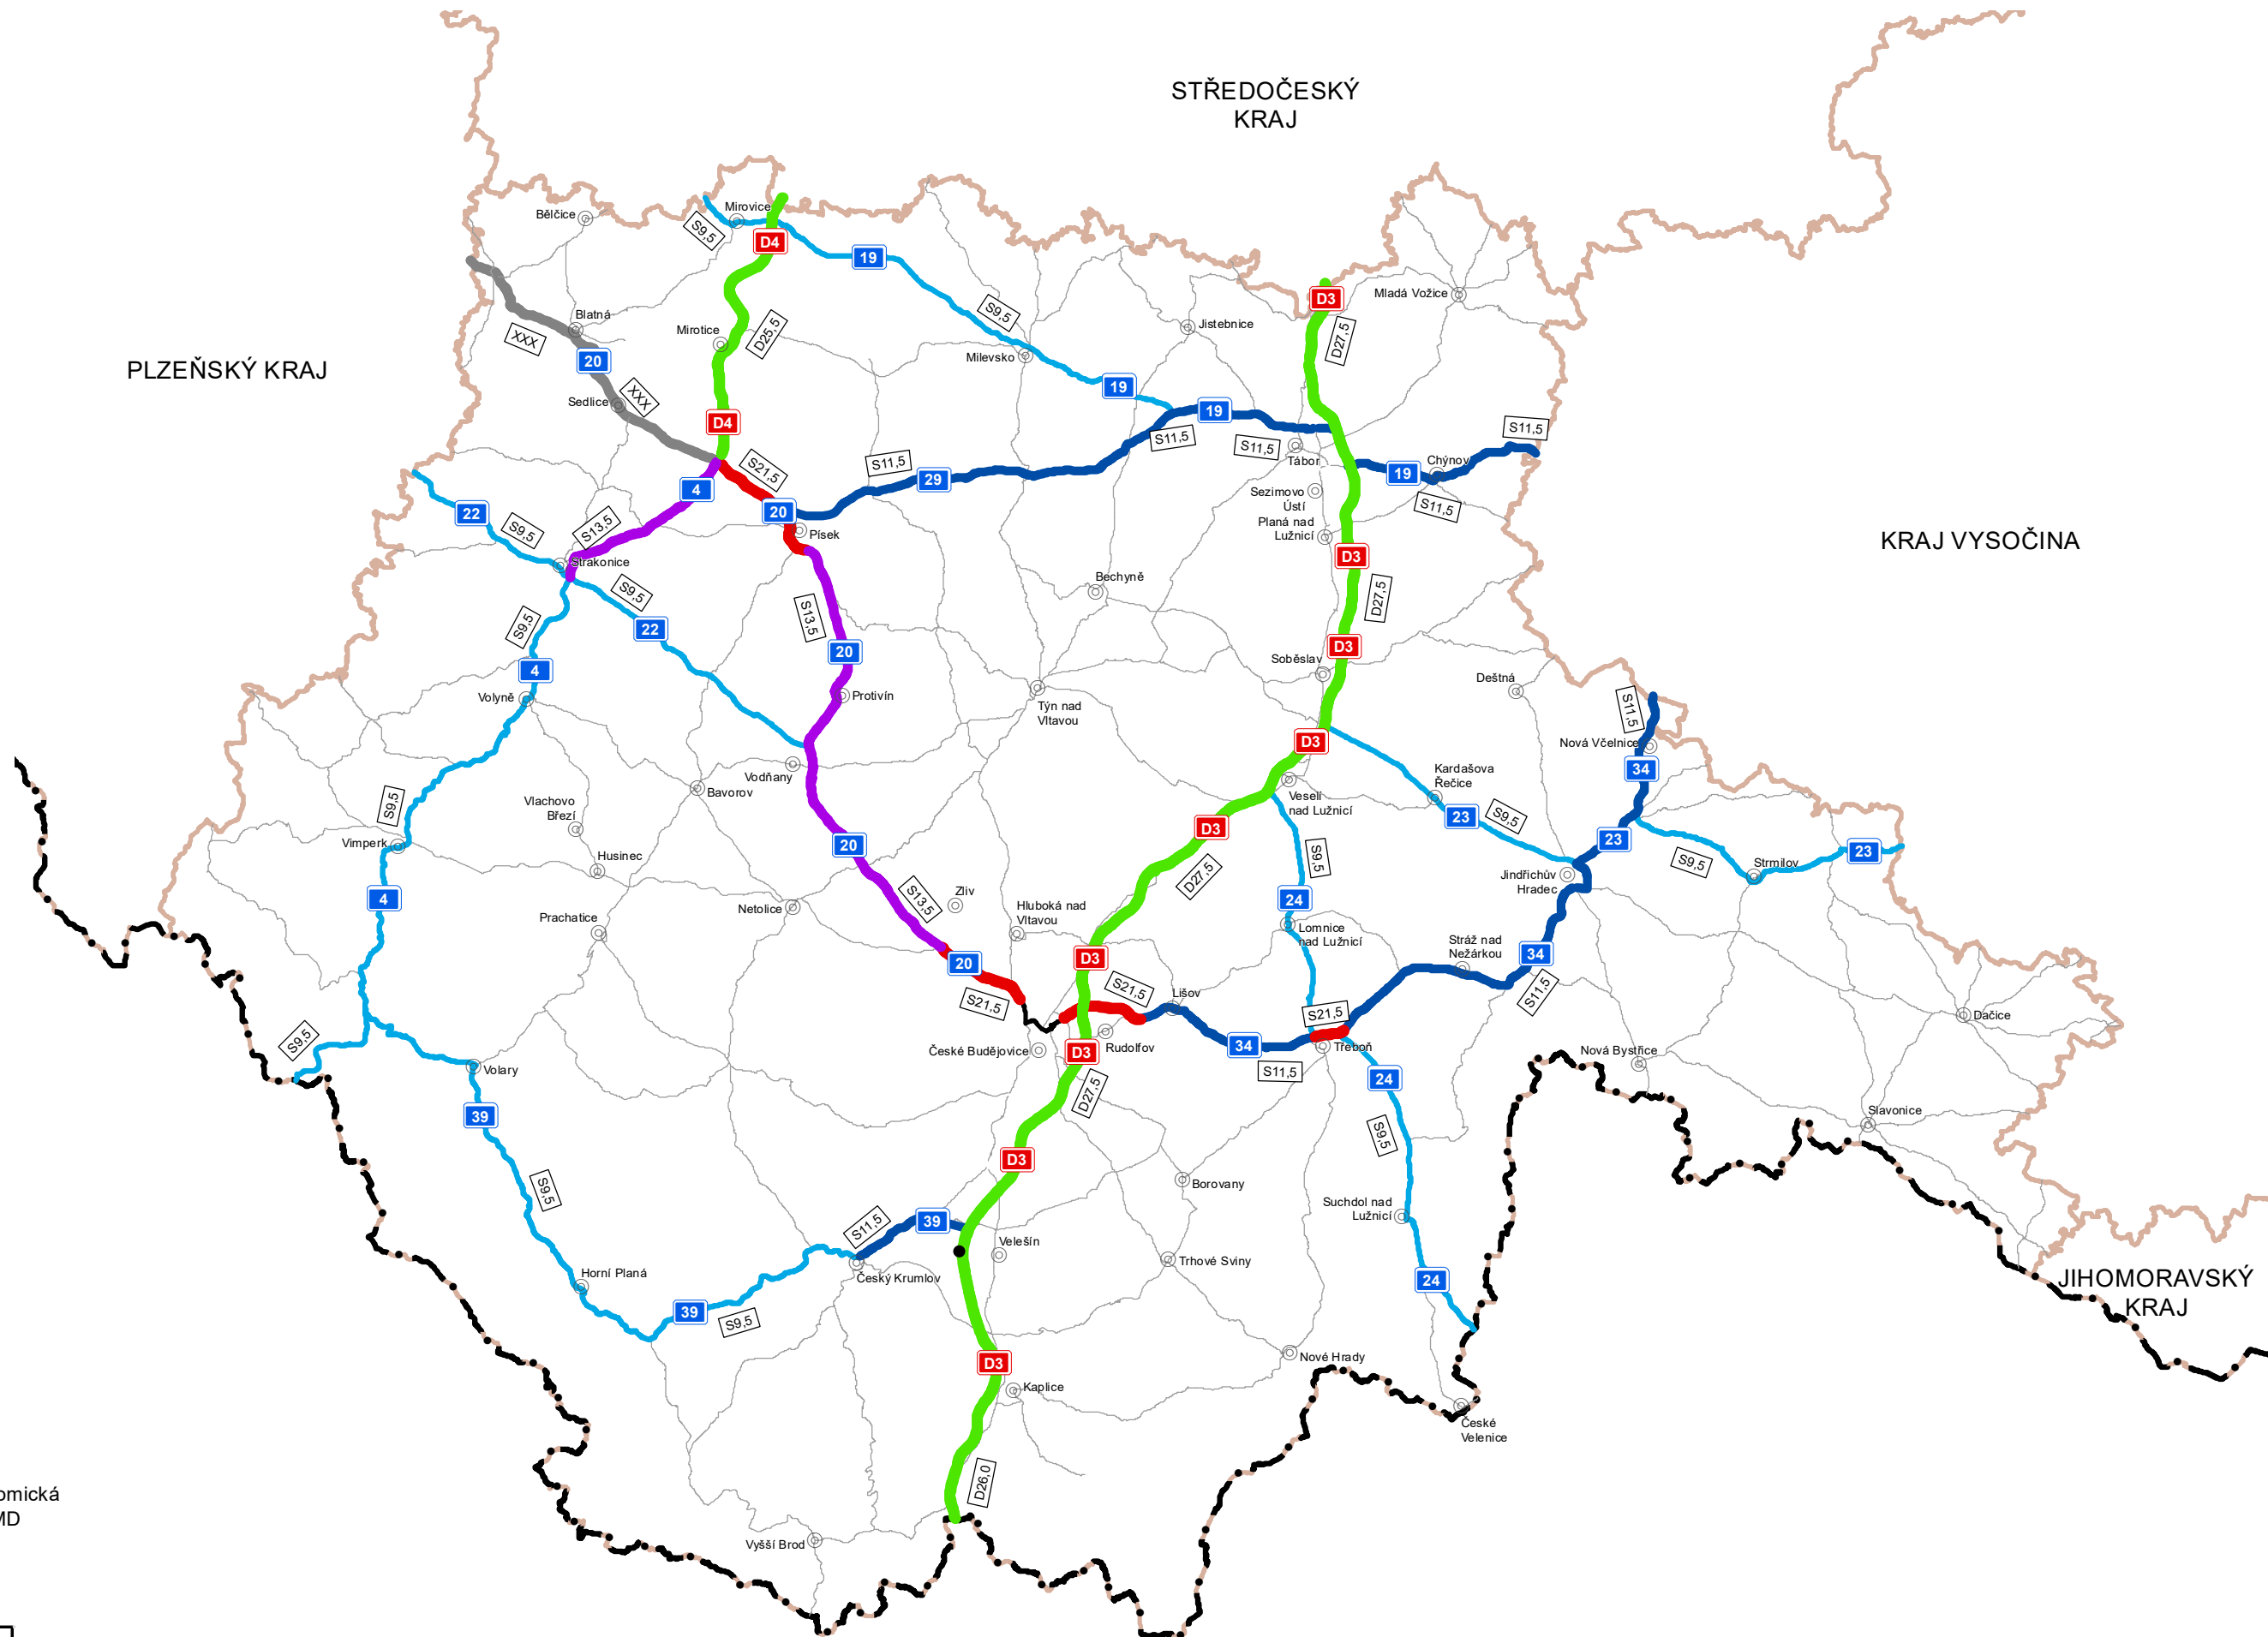 STŘEDOČESKÝ
KRAJ
Bělčice
Mirovice
S9,5
D4
19
D3
Mladá Vožice
Blatná
XXX
20
Mirotice
D25,5
S9,5
Milevsko
Jistebnice
D27,5
PLZEŇSKÝ KRAJ
Sedlice
XXX
19
19
D4
S11,5
S11,5
S11,5
Tábor
19
Chýnov
S11,5
S21,5
S11,5
29
4
20
22
S9,5
S13,5
Písek
Sezimovo
Ústí
Planá nad
Lužnicí
D3
KRAJ VYSOČINA
Strakonice
S9,5
Bechyně
D27,5
S9,5
22
S13,5
20
D3
4
Soběslav
Deštná
Volyně
Protivín
Týn nad
Vltavou
S11,5
D3
Nová Včelnice
34
Vodňany
Bavorov
Veselí
nad Lužnicí
Kardašova
Řečice
S9,5
Vlachovo
Březí
23
S9,5
D3
23
Vimperk
20
Husinec
S9,5
S9,5
Strmilov
23
4
D27,5
Jindřichův
Hradec
S13,5
Zliv
24
Netolice
Prachatice
Hluboká nad
Vltavou
Lomnice
nad Lužnicí
Stráž nad
Nežárkou
34
20
D3
S21,5
S21,5
Lišov
S11,5
S21,5
Dačice
S9,5
České Budějovice
D3
Rudolfov
34
S11,5
Třeboň
Nová Bystřice
Volary
24
D27,5
39
S9,5
Slavonice
D3
S9,5
Borovany
Suchdol nad
Lužnicí
S11,5
39
Velešín
Trhové Sviny
Český Krumlov
Horní Planá
24
JIHOMORAVSKÝ
KRAJ
39
S9,5
D3
Nové Hrady
Kaplice
České
Velenice
D26,0
omická
MD
Vyšší Brod